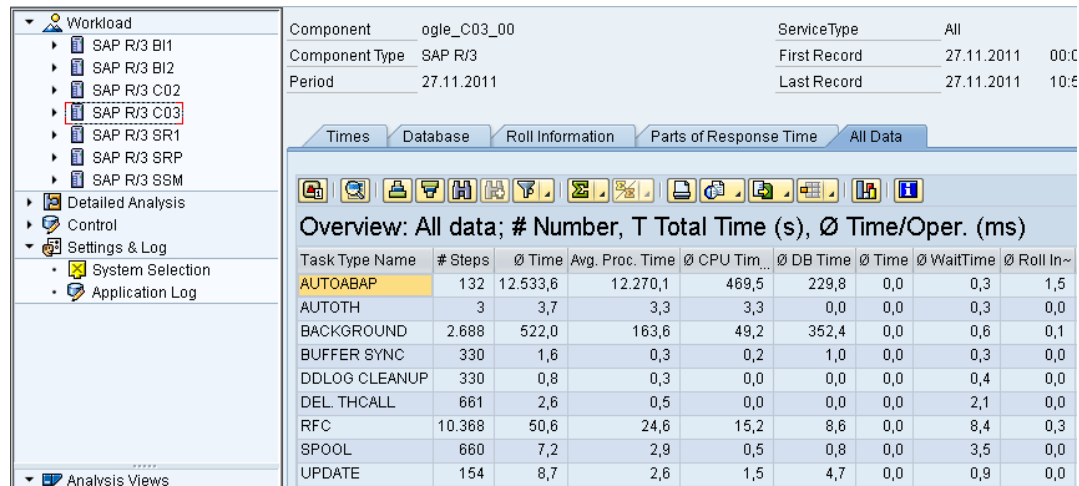 Workload
SAP R/3 BI1
SAP R/3 BI2
SAP R/3 C02
SAP R/3 C03
SAP R/3 SR1
SAP R/3 SRP
SAP R/3 SSM
Detailed Analysis
Control
Settings & Log
System Selection
Application Log
Analysis Views
Component ogle_C03_00 ServiceType All
Component Type SAP R/3 First Record 27.11.2011 00:0
Period 27.11.2011 Last Record 27.11.2011 10:5
Times Database Roll Information Parts of Response Time All Data
Overview: All data; # Number, T Total Time (s), Ø Time/Oper. (ms)
Task Type Name # Steps Ø Time Avg. Proc. Time Ø CPU Tim... Ø DB Time Ø Time Ø WaitTime Ø Roll In~
AUTOABAP 132 12.533,6 12.270,1 469,5 229,8 0,0 0,3 1,5
AUTOTH 3 3,7 3,3 3,3 0,0 0,0 0,3 0,0
BACKGROUND 2.688 522,0 163,6 49,2 352,4 0,0 0,6 0,1
BUFFER SYNC 330 1,6 0,3 0,2 1,0 0,0 0,3 0,0
DDLOG CLEANUP 330 0,8 0,3 0,0 0,0 0,0 0,4 0,0
DEL. THCALL 661 2,6 0,5 0,0 0,0 0,0 2,1 0,0
RFC 10.368 50,6 24,6 15,2 8,6 0,0 8,4 0,3
SPOOL 660 7,2 2,9 0,5 0,8 0,0 3,5 0,0
UPDATE 154 8,7 2,6 1,5 4,7 0,0 0,9 0,0